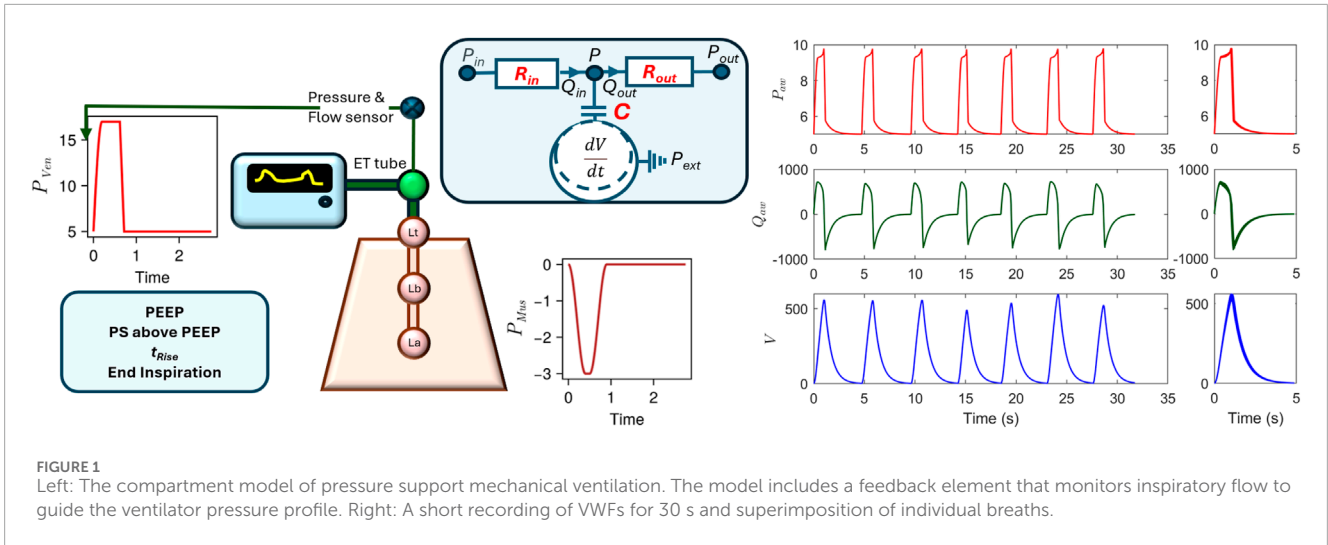 Pressure &
Flow sensor
ET tube
P_Ven
15
10
5
0
1
2
Time
PEEP
PS above PEEP
t_Rise
End Inspiration
Lt
Lb
La
P_in
R_in
P
R_out
P_out
Q_in
Q_out
C
dV
dt
P_ext
P_Mus
0
−1
−2
−3
0
1
2
Time
P_aw
10
8
6
0 5 10 15 20 25 30 35
10
8
6
0 5
Q_aw
1000
0
-1000
0 5 10 15 20 25 30 35
1000
0
-1000
0 5
V
500
0
0 5 10 15 20 25 30 35
Time (s)
500
0
0 5
Time (s)
FIGURE 1
Left: The compartment model of pressure support mechanical ventilation. The model includes a feedback element that monitors inspiratory flow to
guide the ventilator pressure profile. Right: A short recording of VWFs for 30 s and superimposition of individual breaths.